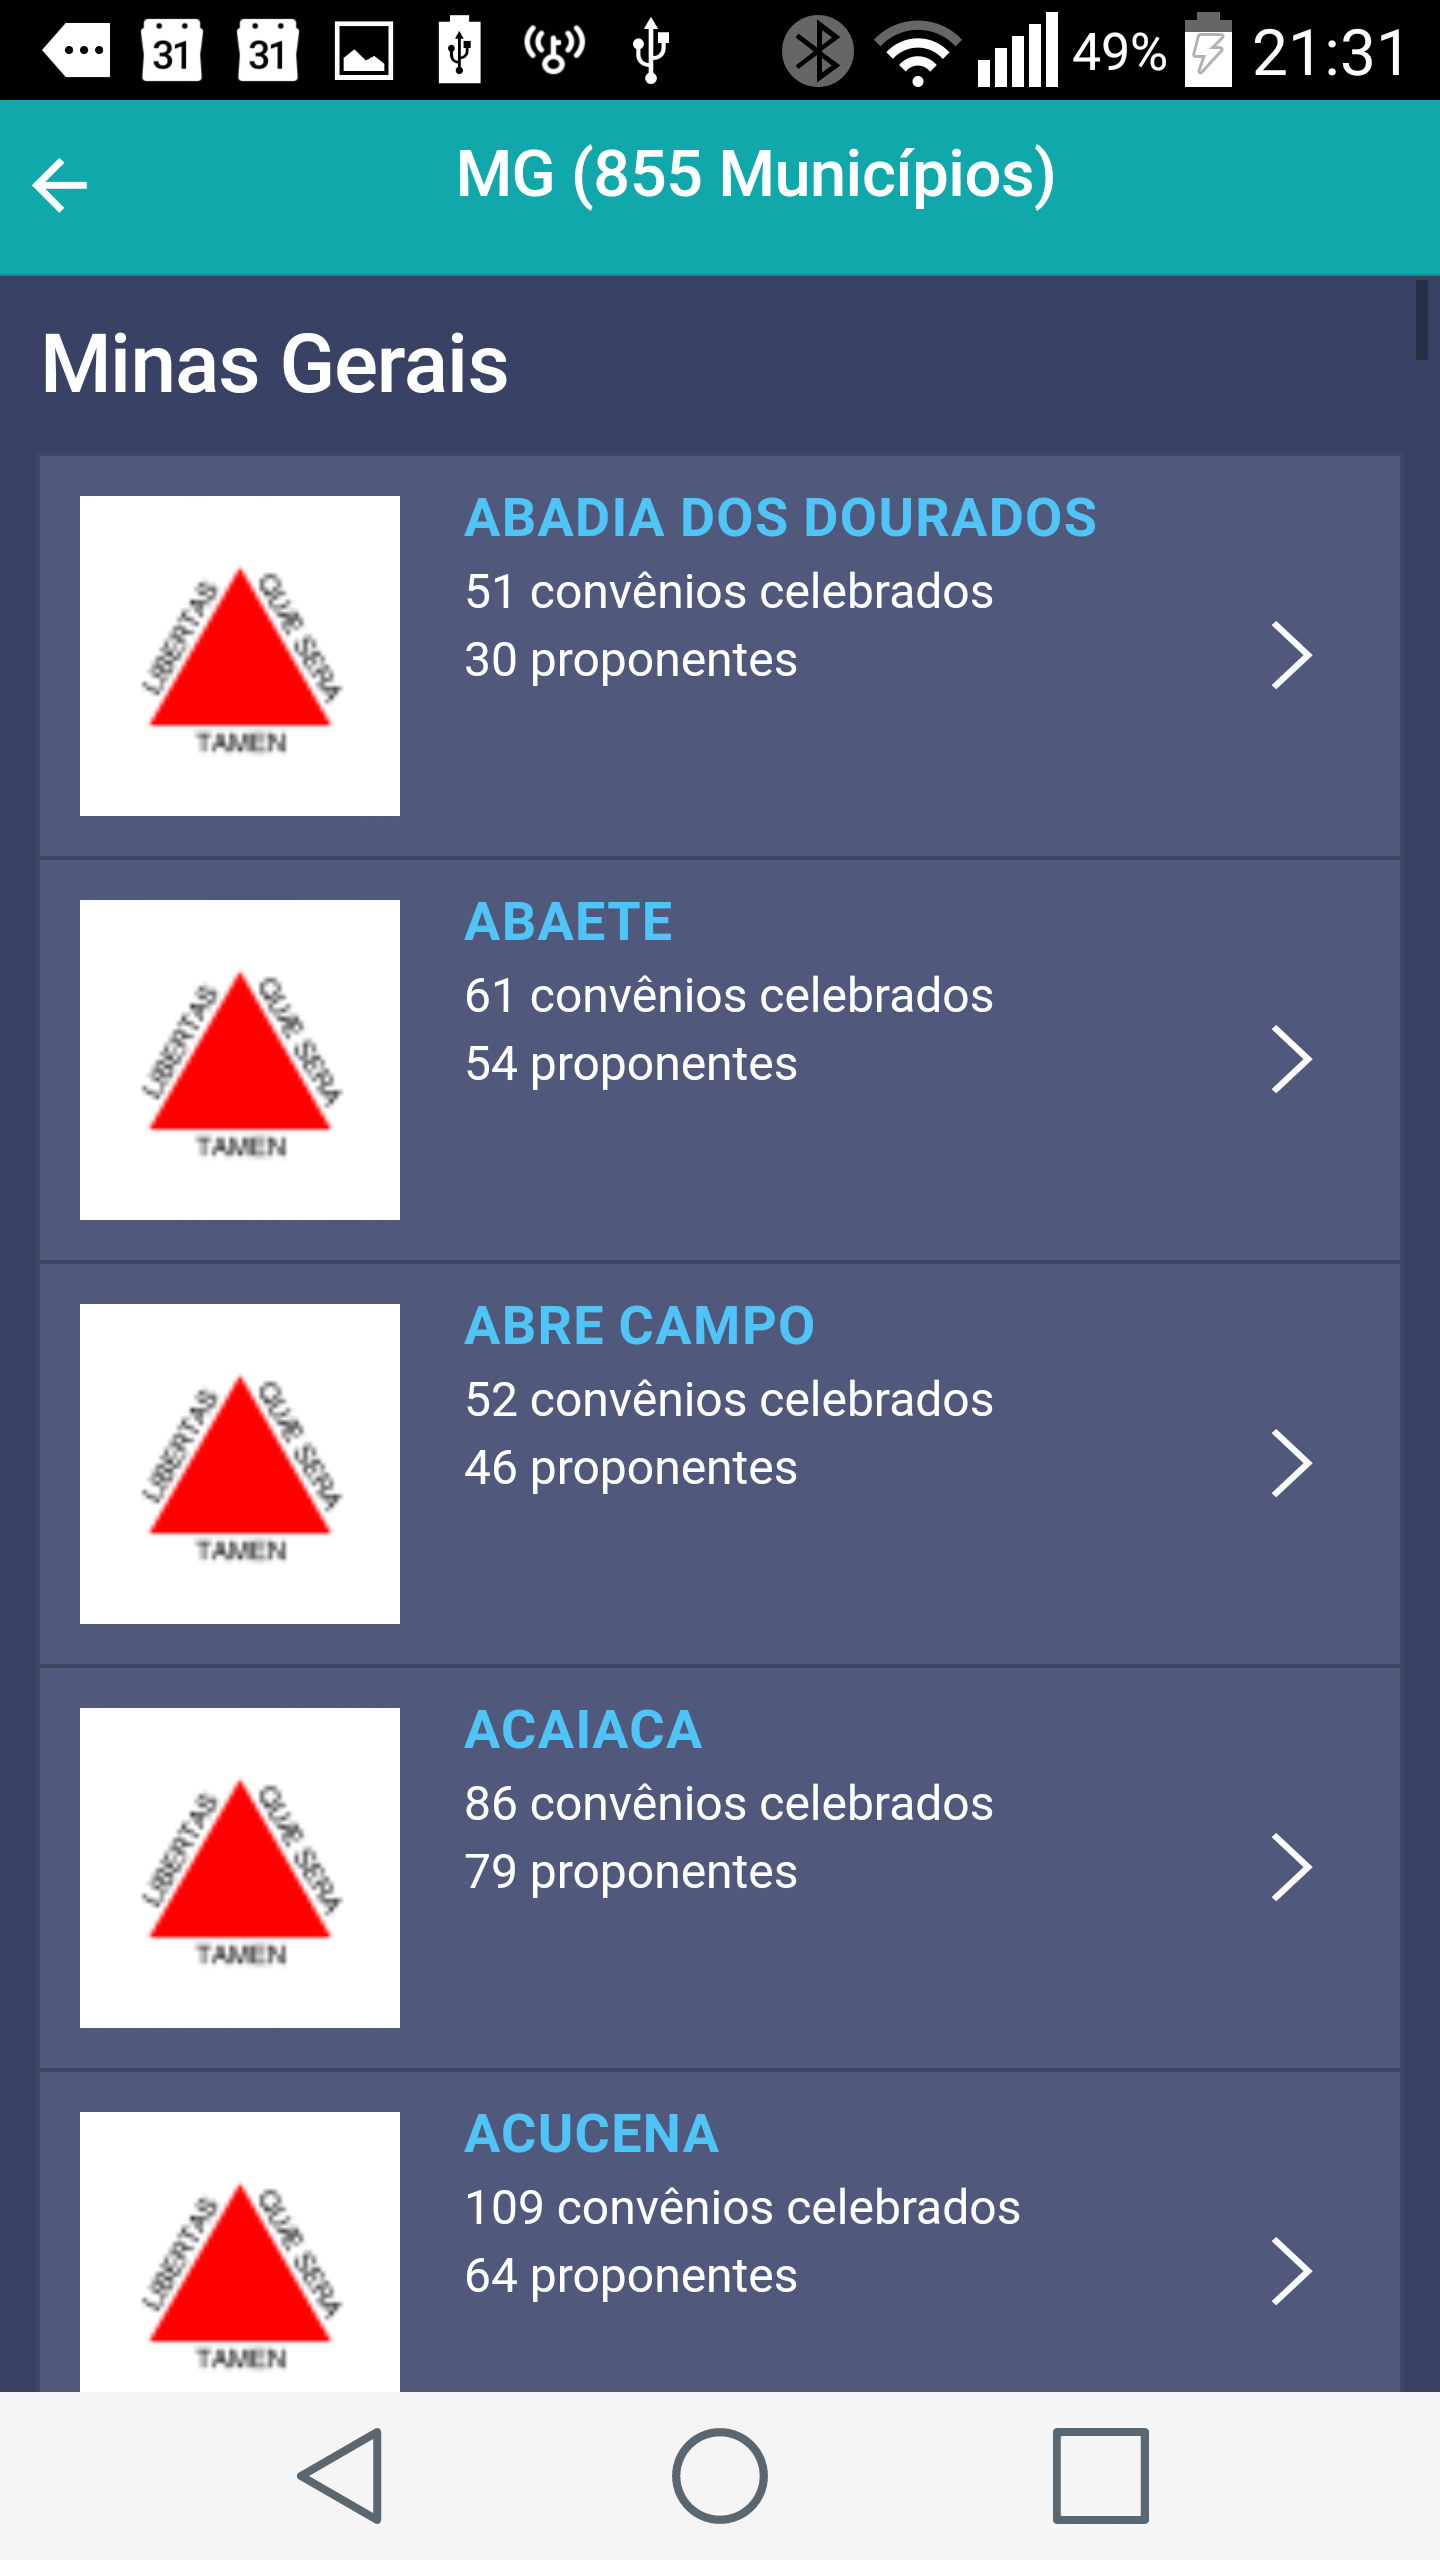 31 31 49% 21:31
MG (855 Municípios)
Minas Gerais
ABADIA DOS DOURADOS
51 convênios celebrados
30 proponentes
LIBERTAS QUÆ SERA
TAMEN
ABAETE
61 convênios celebrados
54 proponentes
LIBERTAS QUÆ SERA
TAMEN
ABRE CAMPO
52 convênios celebrados
46 proponentes
LIBERTAS QUÆ SERA
TAMEN
ACAIACA
86 convênios celebrados
79 proponentes
LIBERTAS QUÆ SERA
TAMEN
ACUCENA
109 convênios celebrados
64 proponentes
LIBERTAS QUÆ SERA
TAMEN